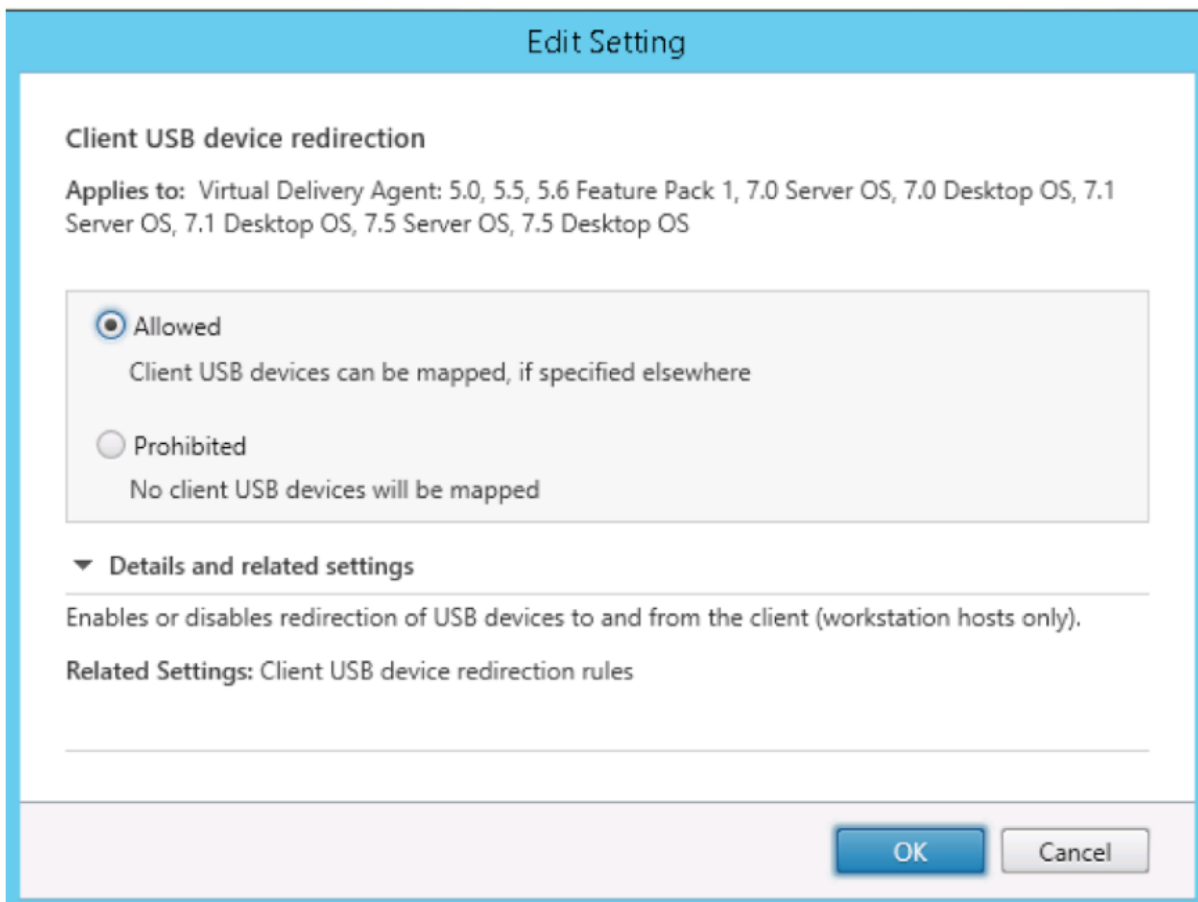 Edit Setting
Client USB device redirection
Applies to: Virtual Delivery Agent: 5.0, 5.5, 5.6 Feature Pack 1, 7.0 Server OS, 7.0 Desktop OS, 7.1
Server OS, 7.1 Desktop OS, 7.5 Server OS, 7.5 Desktop OS
Allowed
Client USB devices can be mapped, if specified elsewhere
Prohibited
No client USB devices will be mapped
Details and related settings
Enables or disables redirection of USB devices to and from the client (workstation hosts only).
Related Settings: Client USB device redirection rules
OK
Cancel